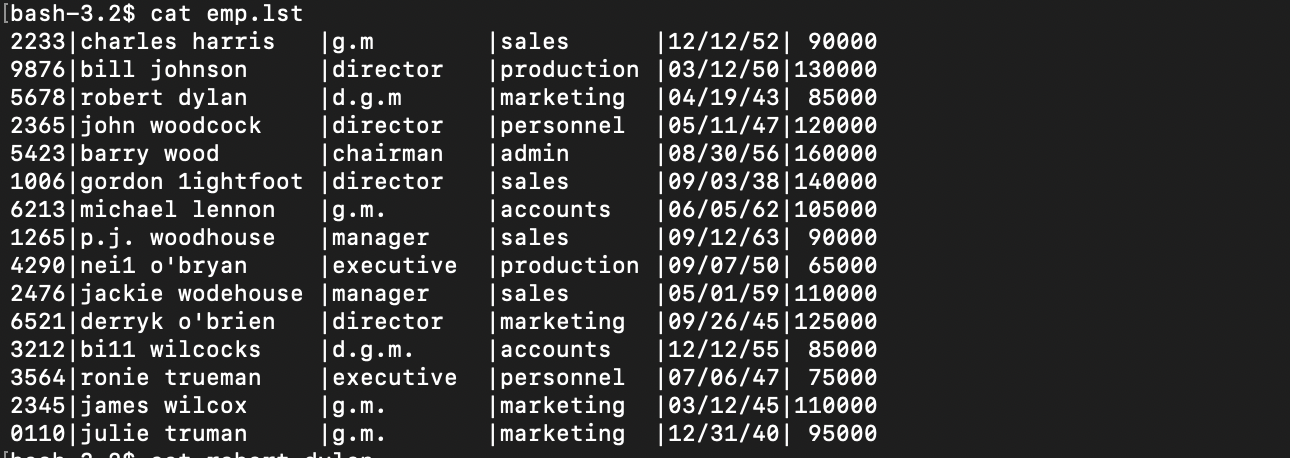 [bash-3.2$ cat emp.lst
2233|charles harris   |g.m       |sales      |12/12/52| 90000
9876|bill johnson     |director  |production |03/12/50|130000
5678|robert dylan     |d.g.m     |marketing  |04/19/43| 85000
2365|john woodcock    |director  |personnel  |05/11/47|120000
5423|barry wood       |chairman  |admin      |08/30/56|160000
1006|gordon 1ightfoot |director  |sales      |09/03/38|140000
6213|michael lennon   |g.m.      |accounts   |06/05/62|105000
1265|p.j. woodhouse   |manager   |sales      |09/12/63| 90000
4290|nei1 o'bryan     |executive |production |09/07/50| 65000
2476|jackie wodehouse |manager   |sales      |05/01/59|110000
6521|derryk o'brien   |director  |marketing  |09/26/45|125000
3212|bi11 wilcocks    |d.g.m.    |accounts   |12/12/55| 85000
3564|ronie trueman    |executive |personnel  |07/06/47| 75000
2345|james wilcox     |g.m.      |marketing  |03/12/45|110000
0110|julie truman     |g.m.      |marketing  |12/31/40| 95000
[bash-3.2$ cat robert dylan